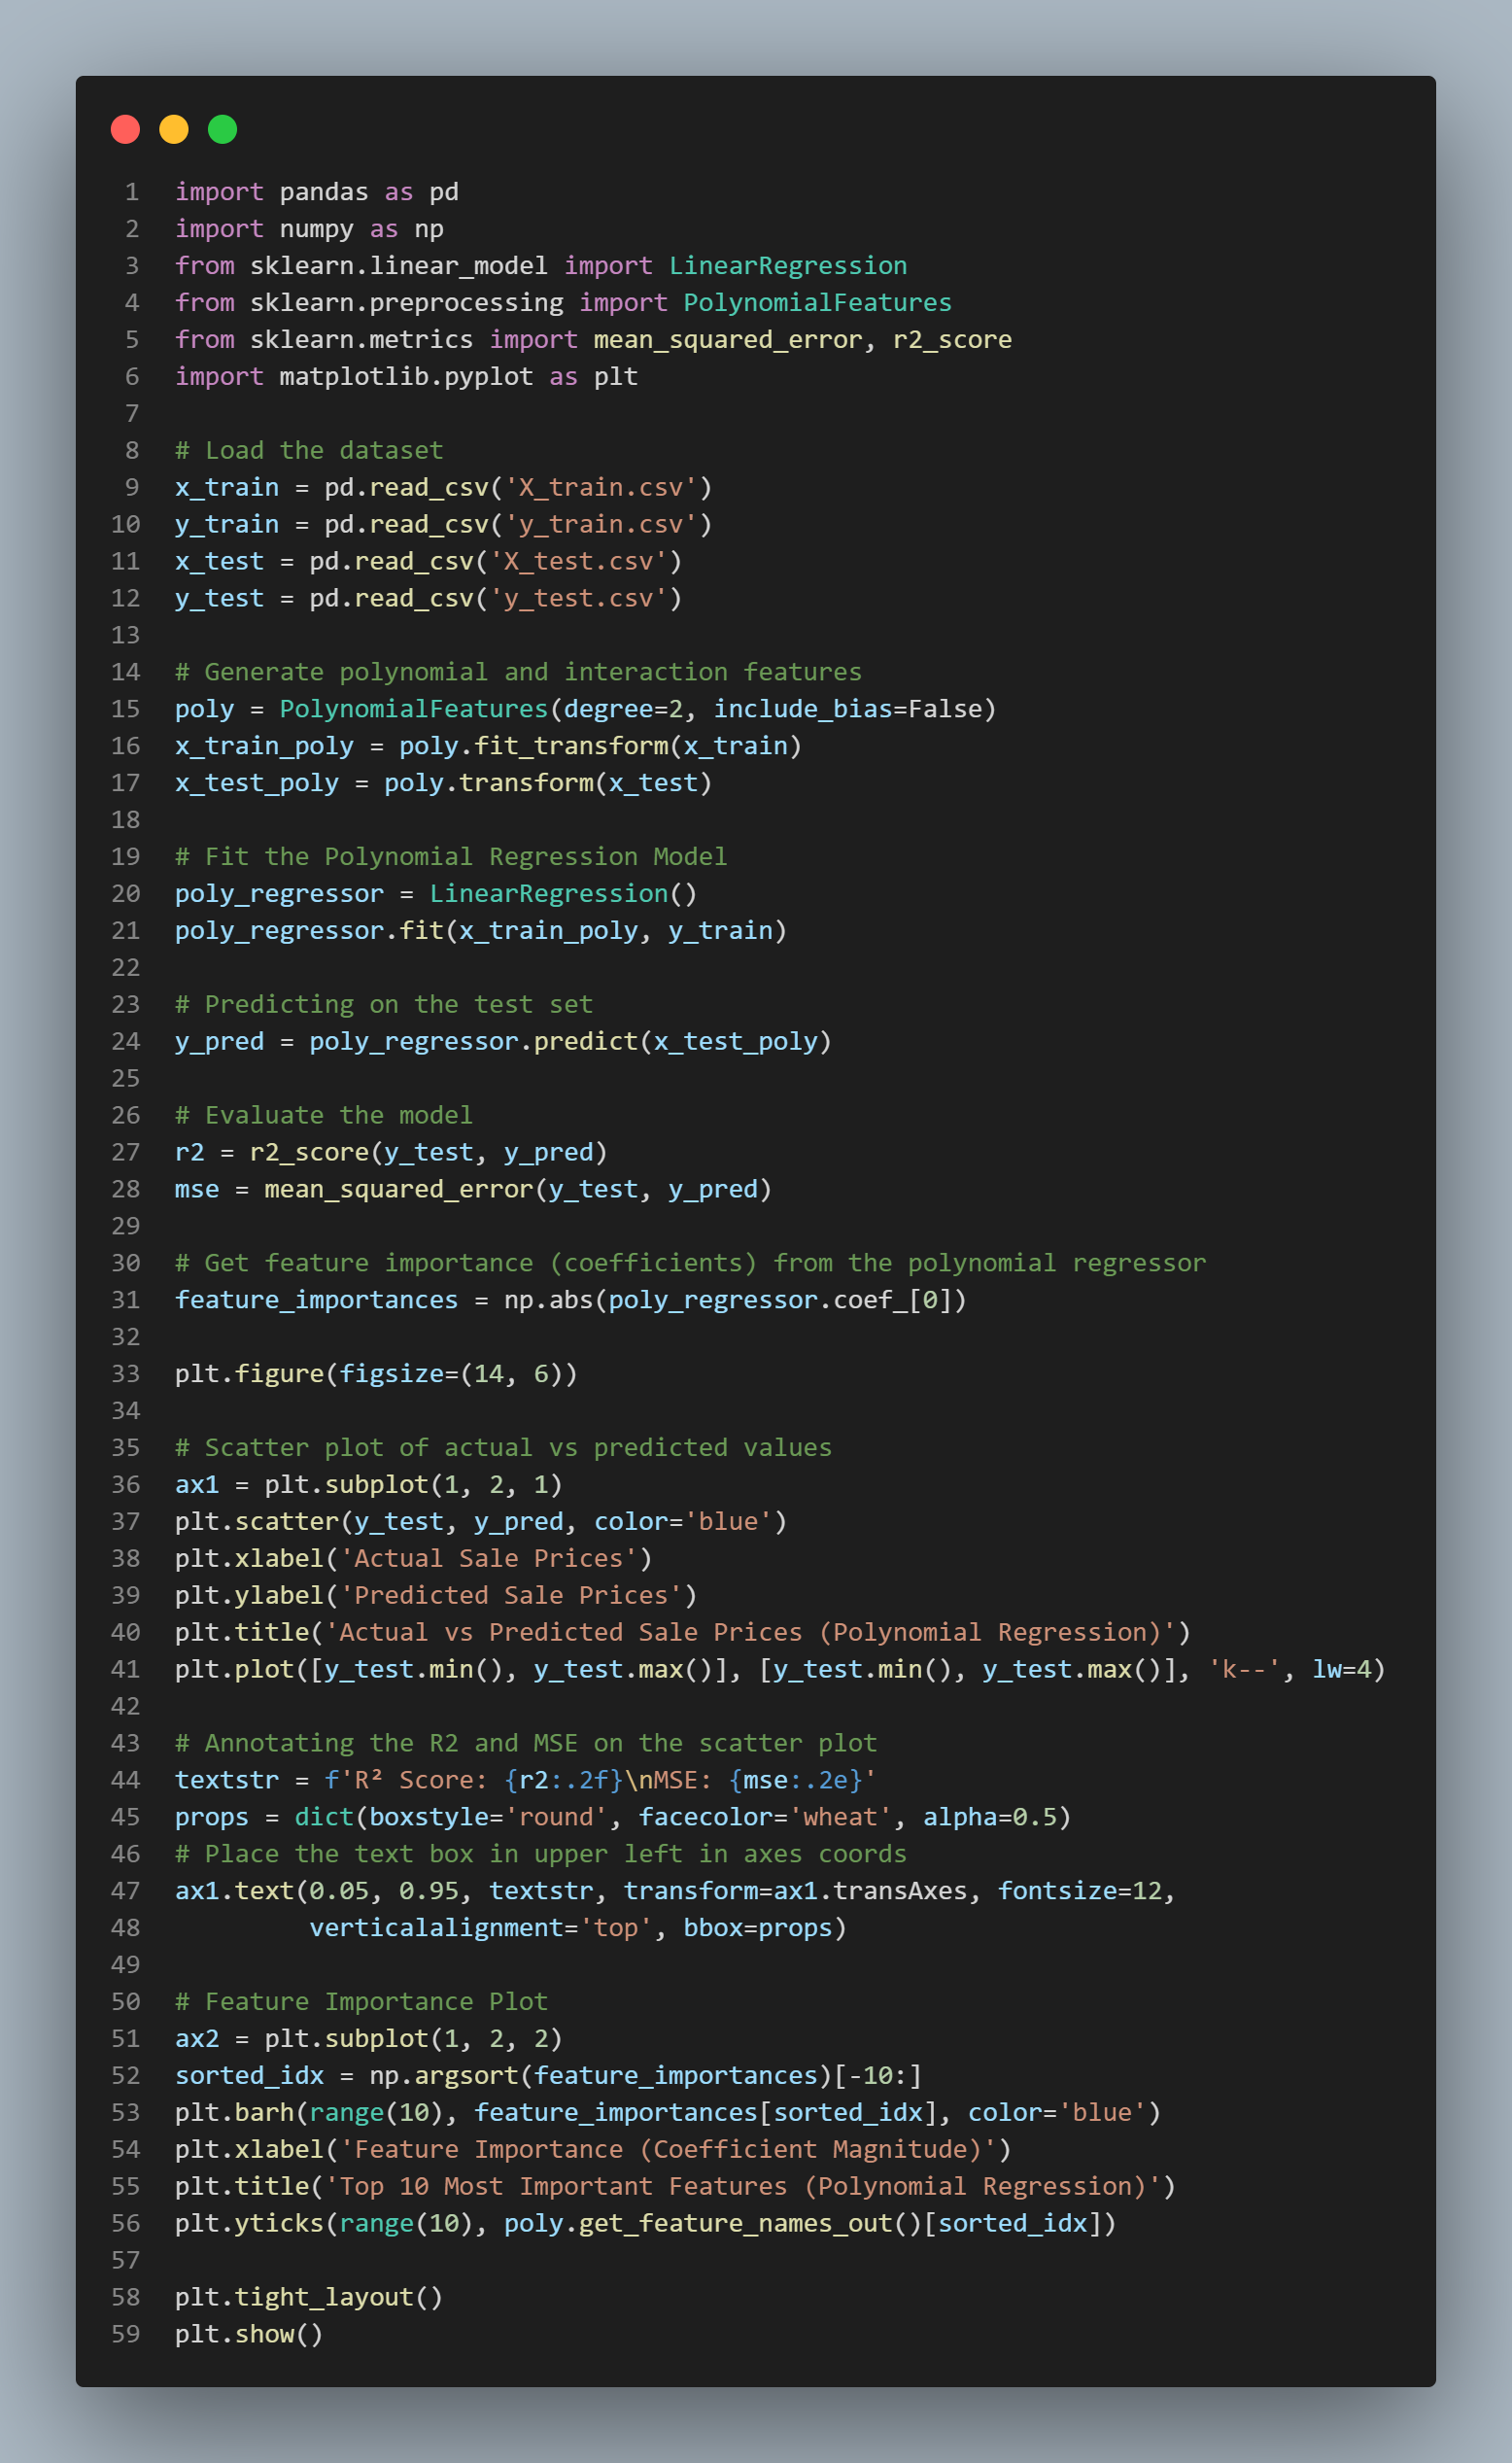 1 import pandas as pd
2 import numpy as np
3 from sklearn.linear_model import LinearRegression
4 from sklearn.preprocessing import PolynomialFeatures
5 from sklearn.metrics import mean_squared_error, r2_score
6 import matplotlib.pyplot as plt
7
8 # Load the dataset
9 x_train = pd.read_csv('X_train.csv')
10 y_train = pd.read_csv('y_train.csv')
11 x_test = pd.read_csv('X_test.csv')
12 y_test = pd.read_csv('y_test.csv')
13
14 # Generate polynomial and interaction features
15 poly = PolynomialFeatures(degree=2, include_bias=False)
16 x_train_poly = poly.fit_transform(x_train)
17 x_test_poly = poly.transform(x_test)
18
19 # Fit the Polynomial Regression Model
20 poly_regressor = LinearRegression()
21 poly_regressor.fit(x_train_poly, y_train)
22
23 # Predicting on the test set
24 y_pred = poly_regressor.predict(x_test_poly)
25
26 # Evaluate the model
27 r2 = r2_score(y_test, y_pred)
28 mse = mean_squared_error(y_test, y_pred)
29
30 # Get feature importance (coefficients) from the polynomial regressor
31 feature_importances = np.abs(poly_regressor.coef_[0])
32
33 plt.figure(figsize=(14, 6))
34
35 # Scatter plot of actual vs predicted values
36 ax1 = plt.subplot(1, 2, 1)
37 plt.scatter(y_test, y_pred, color='blue')
38 plt.xlabel('Actual Sale Prices')
39 plt.ylabel('Predicted Sale Prices')
40 plt.title('Actual vs Predicted Sale Prices (Polynomial Regression)')
41 plt.plot([y_test.min(), y_test.max()], [y_test.min(), y_test.max()], 'k--', lw=4)
42
43 # Annotating the R2 and MSE on the scatter plot
44 textstr = f'R² Score: {r2:.2f}\nMSE: {mse:.2e}'
45 props = dict(boxstyle='round', facecolor='wheat', alpha=0.5)
46 # Place the text box in upper left in axes coords
47 ax1.text(0.05, 0.95, textstr, transform=ax1.transAxes, fontsize=12,
48          verticalalignment='top', bbox=props)
49
50 # Feature Importance Plot
51 ax2 = plt.subplot(1, 2, 2)
52 sorted_idx = np.argsort(feature_importances)[-10:]
53 plt.barh(range(10), feature_importances[sorted_idx], color='blue')
54 plt.xlabel('Feature Importance (Coefficient Magnitude)')
55 plt.title('Top 10 Most Important Features (Polynomial Regression)')
56 plt.yticks(range(10), poly.get_feature_names_out()[sorted_idx])
57
58 plt.tight_layout()
59 plt.show()